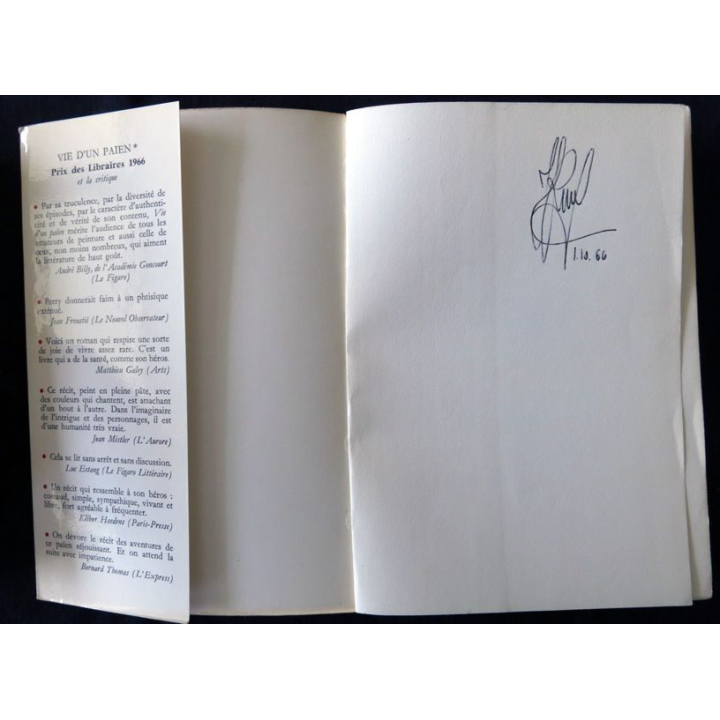 VIE D'UN PAIEN*
Prix des Libraires 1966
et la critique
• Par sa truculence, par la diversité de
ses épisodes, par le caractère d'authenti-
cité et de vérité de son contenu, Vie
d'un païen mérite l'audience de tous les
amateurs de peinture et aussi celle de
ceux, non moins nombreux, qui aiment
la littérature de haut goût.
André Billy, de l'Académie Goncourt
(Le Figaro)
• Perry donnerait faim à un phtisique
exténué.
Jean Freustié (Le Nouvel Observateur)
• Voici un roman qui respire une sorte
de joie de vivre assez rare. C'est un
livre qui a de la santé, comme son héros.
Matthieu Galey (Arts)
• Ce récit, peint en pleine pâte, avec
des couleurs qui chantent, est attachant
d'un bout à l'autre. Dans l'imaginaire
de l'intrigue et des personnages, il est
d'une humanité très vraie.
Jean Mistler (L'Aurore)
• Cela se lit sans arrêt et sans discussion.
Luc Estang (Le Figaro Littéraire)
• Un récit qui ressemble à son héros :
costaud, simple, sympathique, vivant et
libre, fort agréable à fréquenter.
Kléber Haedens (Paris-Presse)
• On dévore le récit des aventures de
ce païen réjouissant. Et on attend la
suite avec impatience.
Bernard Thomas (L'Express)
1.10.66